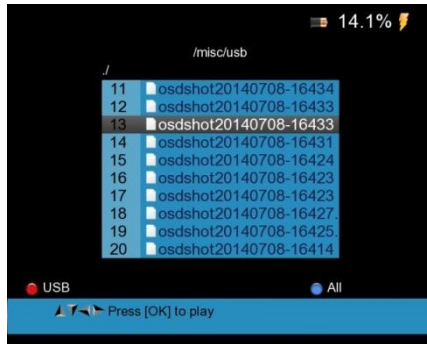 14.1%
/misc/usb
./
11 osdshot20140708-16434
12 osdshot20140708-16433
13 osdshot20140708-16433
14 osdshot20140708-16431
15 osdshot20140708-16424
16 osdshot20140708-16423
17 osdshot20140708-16423
18 osdshot20140708-16427.
19 osdshot20140708-16425.
20 osdshot20140708-16414
USB All
Press [OK] to play